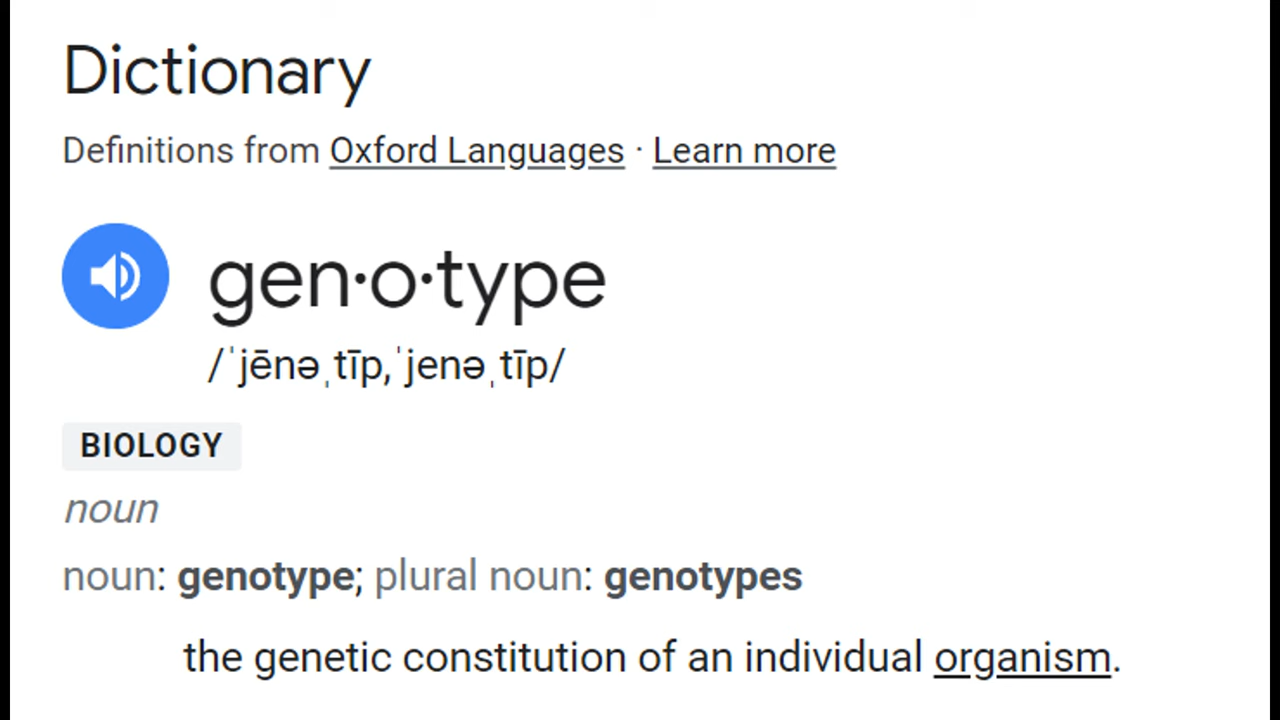 Dictionary
Definitions from Oxford Languages · Learn more
gen·o·type
/ˈjēnəˌtīp,ˈjenəˌtīp/
BIOLOGY
noun
noun: genotype; plural noun: genotypes
the genetic constitution of an individual organism.